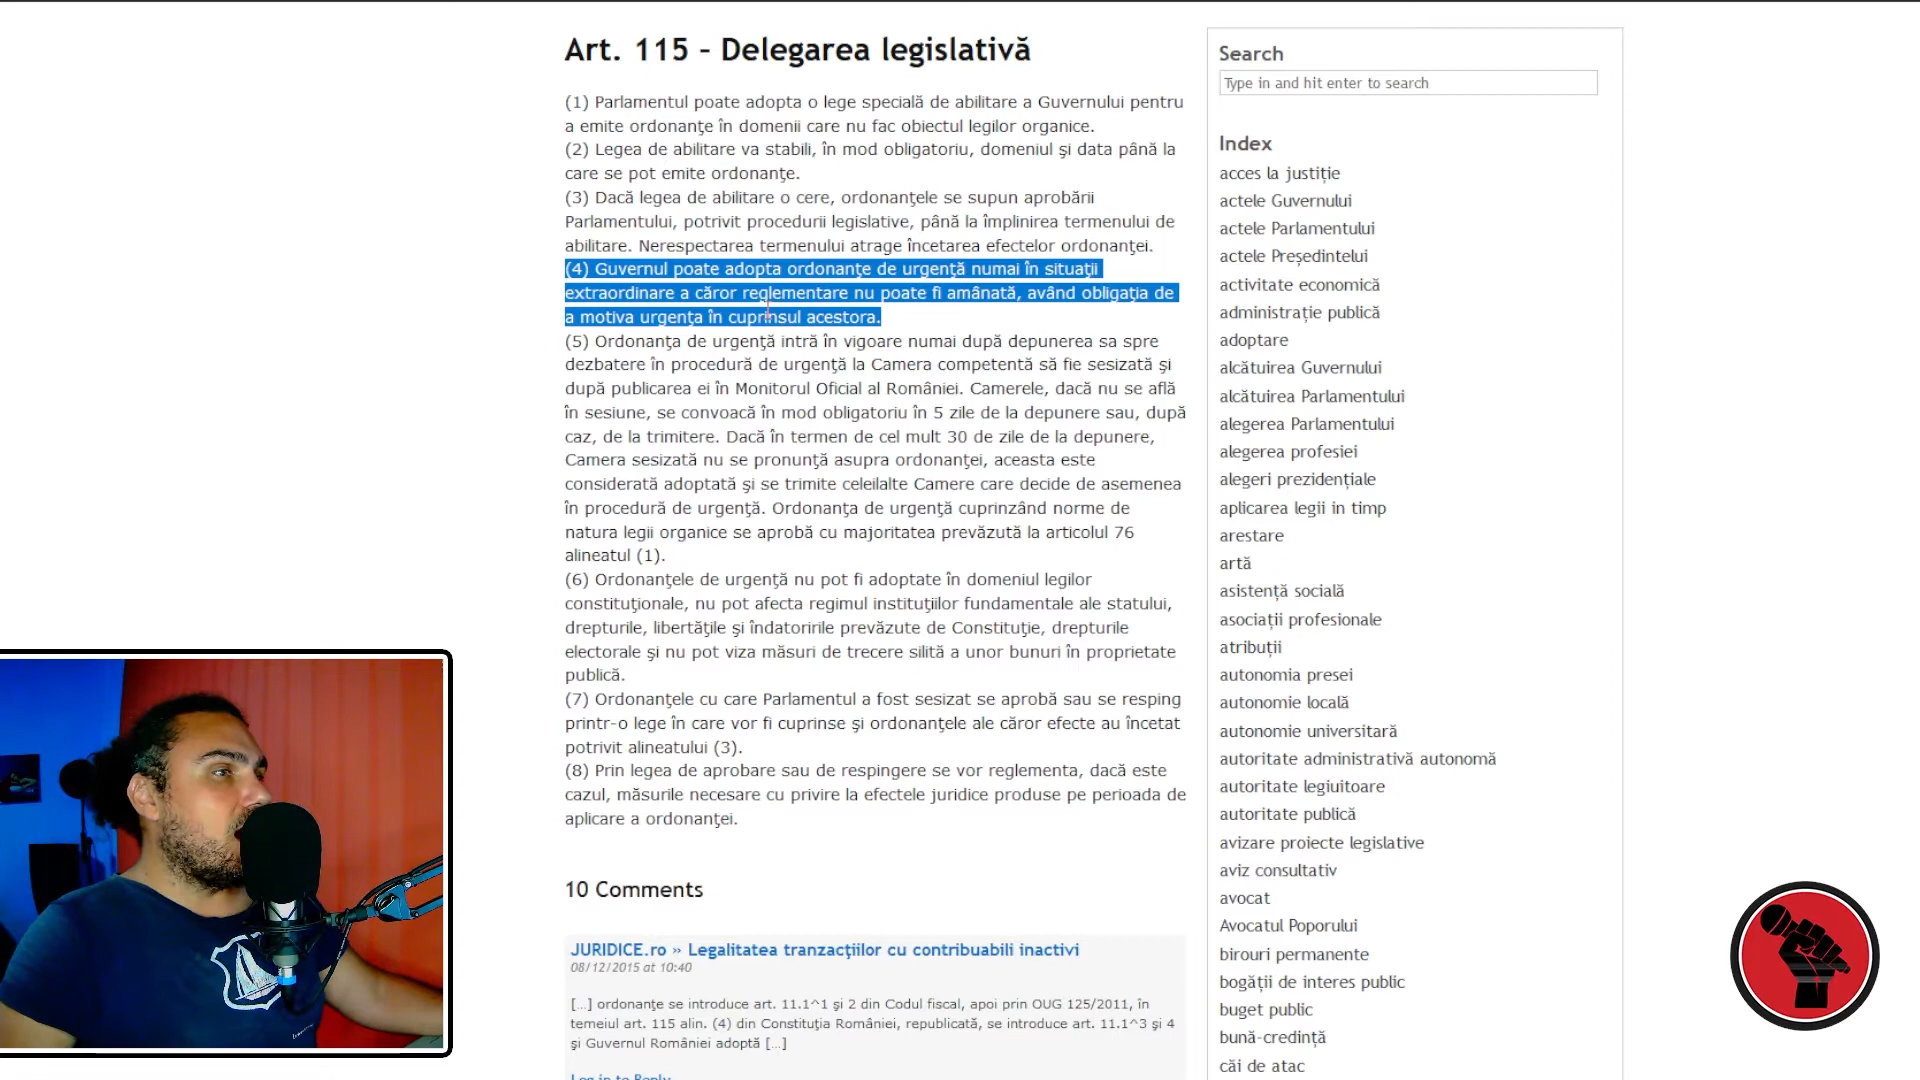 Art. 115 – Delegarea legislativă
(1) Parlamentul poate adopta o lege specială de abilitare a Guvernului pentru
a emite ordonanţe în domenii care nu fac obiectul legilor organice.
(2) Legea de abilitare va stabili, în mod obligatoriu, domeniul şi data până la
care se pot emite ordonanţe.
(3) Dacă legea de abilitare o cere, ordonanţele se supun aprobării
Parlamentului, potrivit procedurii legislative, până la împlinirea termenului de
abilitare. Nerespectarea termenului atrage încetarea efectelor ordonanţei.
(4) Guvernul poate adopta ordonanţe de urgenţă numai în situaţii
extraordinare a căror reglementare nu poate fi amânată, având obligaţia de
a motiva urgenţa în cuprinsul acestora.
(5) Ordonanţa de urgenţă intră în vigoare numai după depunerea sa spre
dezbatere în procedură de urgenţă la Camera competentă să fie sesizată şi
după publicarea ei în Monitorul Oficial al României. Camerele, dacă nu se află
în sesiune, se convoacă în mod obligatoriu în 5 zile de la depunere sau, după
caz, de la trimitere. Dacă în termen de cel mult 30 de zile de la depunere,
Camera sesizată nu se pronunţă asupra ordonanţei, aceasta este
considerată adoptată şi se trimite celeilalte Camere care decide de asemenea
în procedură de urgenţă. Ordonanţa de urgenţă cuprinzând norme de
natura legii organice se aprobă cu majoritatea prevăzută la articolul 76
alineatul (1).
(6) Ordonanţele de urgenţă nu pot fi adoptate în domeniul legilor
constituţionale, nu pot afecta regimul instituţiilor fundamentale ale statului,
drepturile, libertăţile şi îndatoririle prevăzute de Constituţie, drepturile
electorale şi nu pot viza măsuri de trecere silită a unor bunuri în proprietate
publică.
(7) Ordonanţele cu care Parlamentul a fost sesizat se aprobă sau se resping
printr-o lege în care vor fi cuprinse şi ordonanţele ale căror efecte au încetat
potrivit alineatului (3).
(8) Prin legea de aprobare sau de respingere se vor reglementa, dacă este
cazul, măsurile necesare cu privire la efectele juridice produse pe perioada de
aplicare a ordonanţei.
10 Comments
JURIDICE.ro » Legalitatea tranzacţiilor cu contribuabili inactivi
08/12/2015 at 10:40
[...] ordonanţe se introduce art. 11.1^1 şi 2 din Codul fiscal, apoi prin OUG 125/2011, în
temeiul art. 115 alin. (4) din Constituţia României, republicată, se introduce art. 11.1^3 şi 4
şi Guvernul României adoptă [...]
Log in to Reply
Search
Type in and hit enter to search
Index
acces la justiție
actele Guvernului
actele Parlamentului
actele Președintelui
activitate economică
administrație publică
adoptare
alcătuirea Guvernului
alcătuirea Parlamentului
alegerea Parlamentului
alegerea profesiei
alegeri prezidențiale
aplicarea legii in timp
arestare
artă
asistență socială
asociații profesionale
atribuții
autonomia presei
autonomie locală
autonomie universitară
autoritate administrativă autonomă
autoritate legiuitoare
autoritate publică
avizare proiecte legislative
aviz consultativ
avocat
Avocatul Poporului
birouri permanente
bogății de interes public
buget public
bună-credință
căi de atac